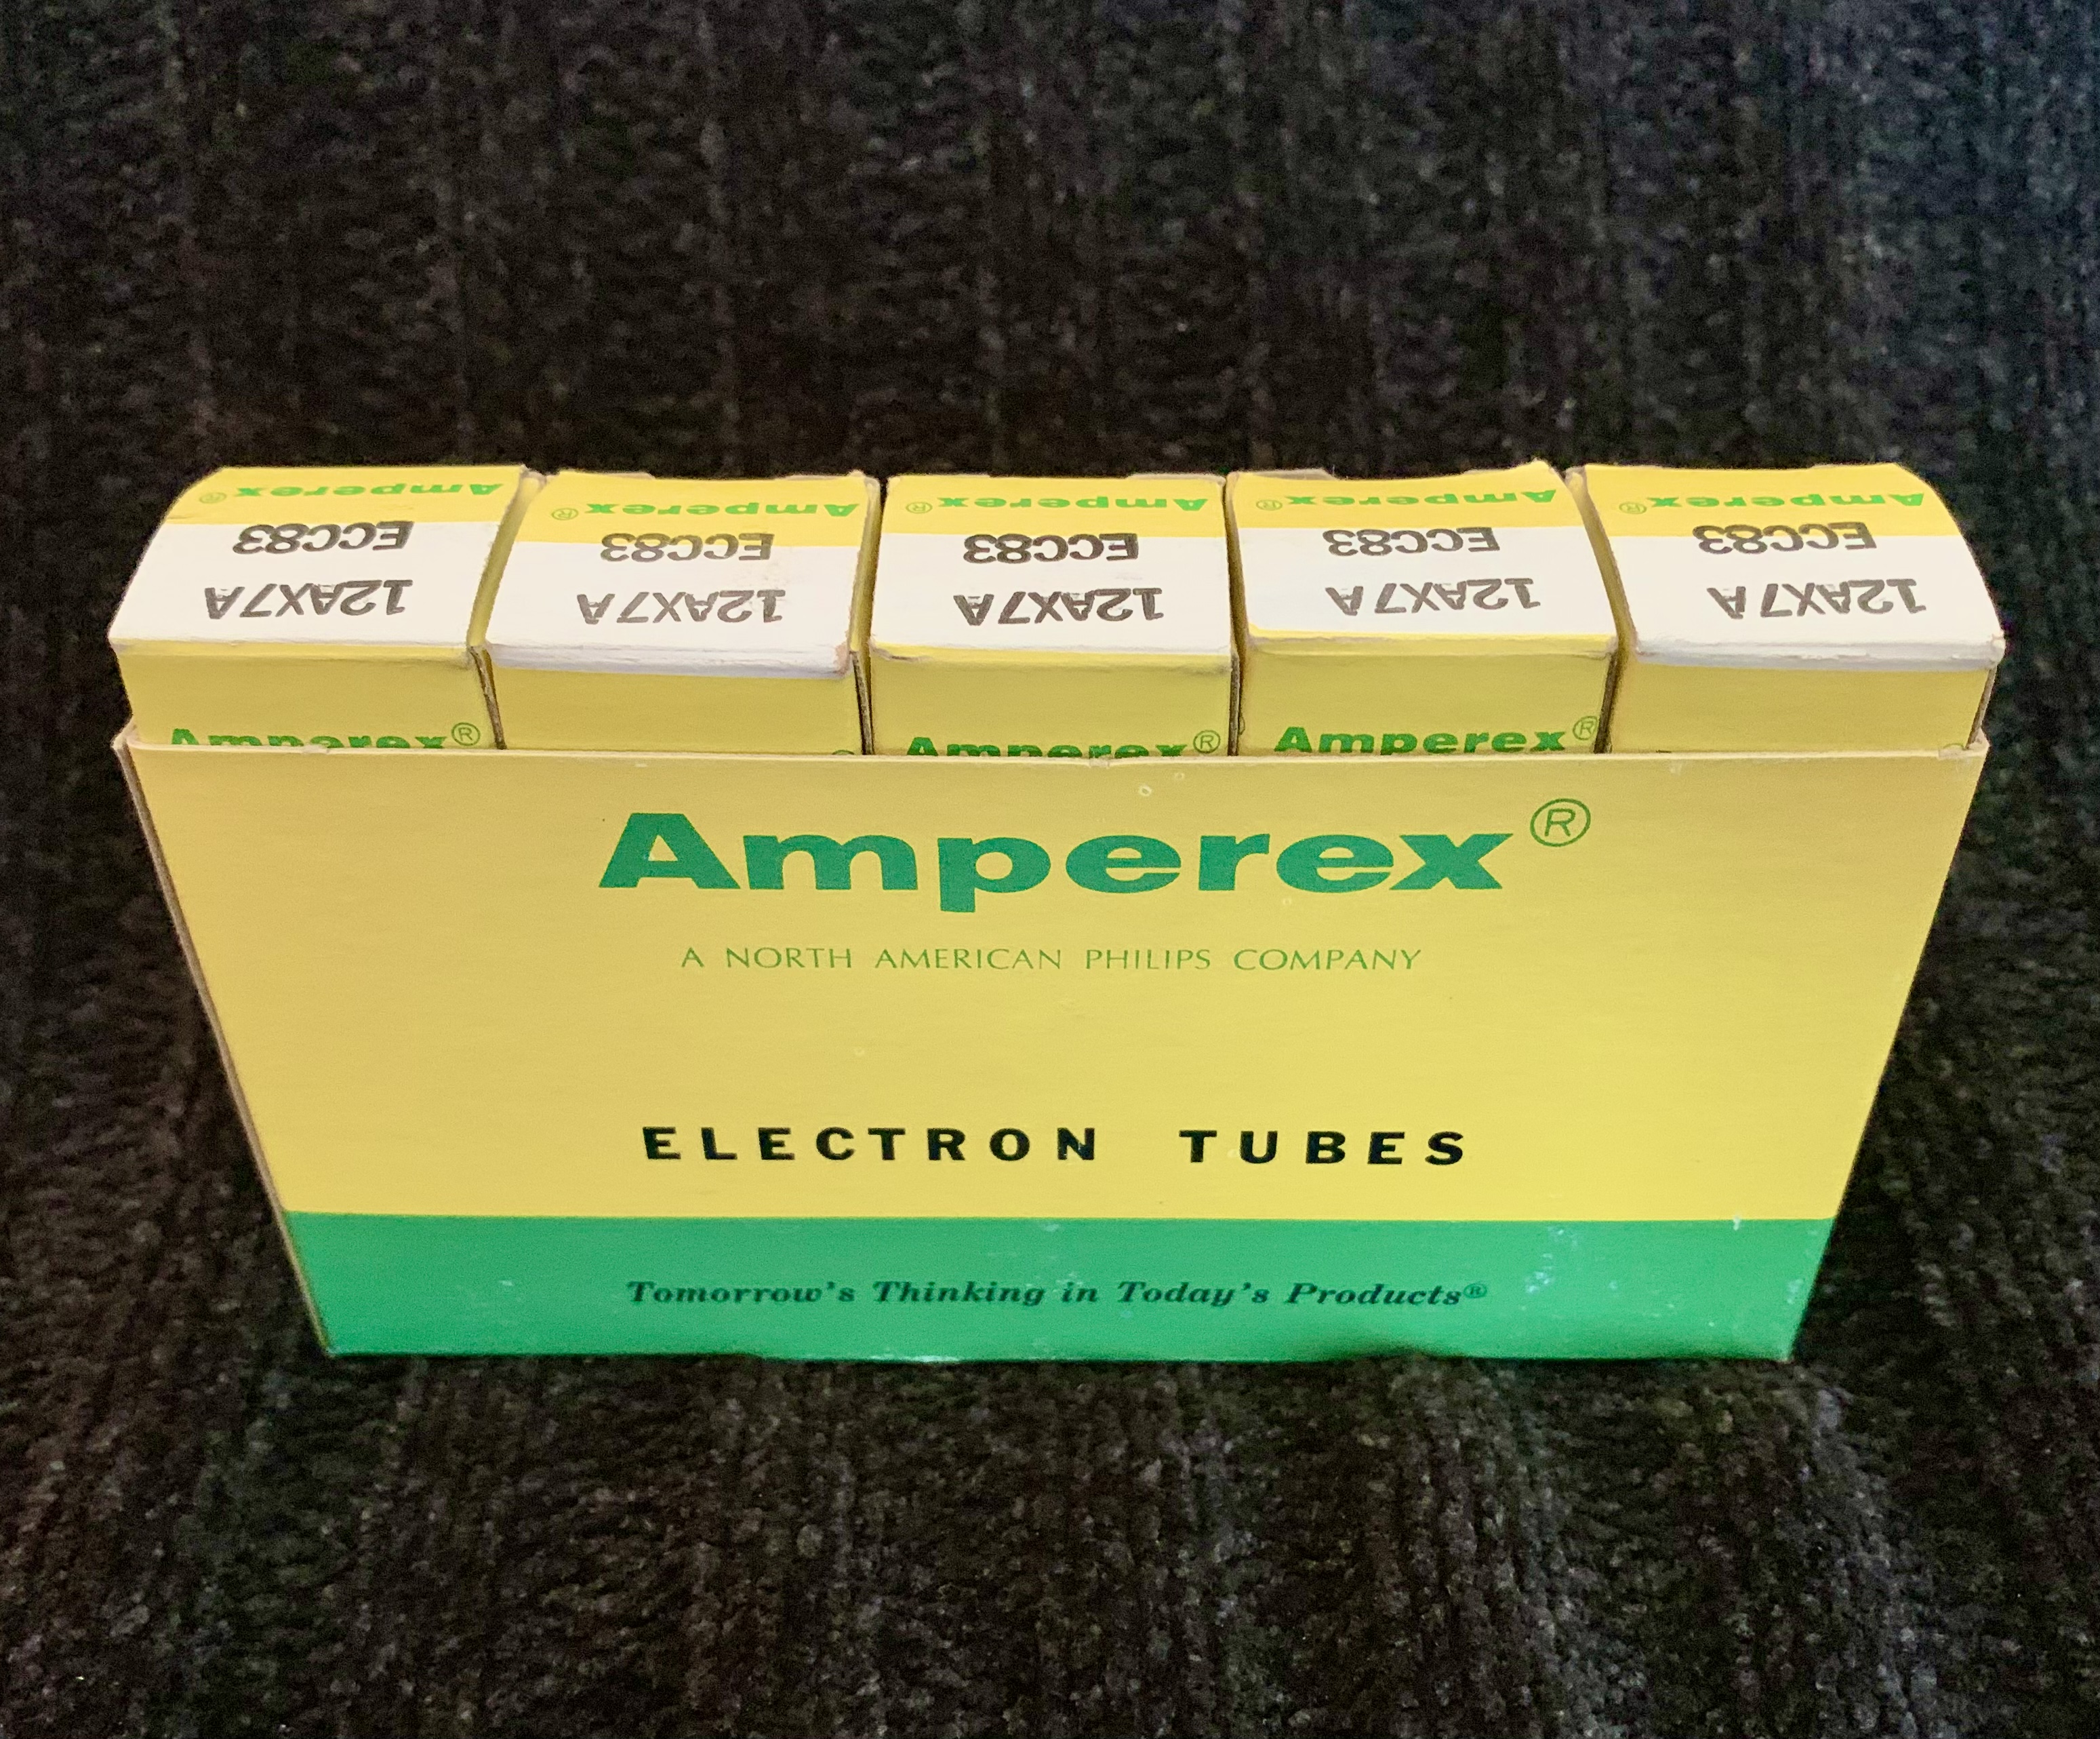 Amperex®
ECC83
12AX7A
Amperex®
ECC83
12AX7A
Amperex®
ECC83
12AX7A
Amperex®
ECC83
12AX7A
Amperex®
ECC83
12AX7A
Amperex®
Amperex®
Amperex®
Amperex®
A NORTH AMERICAN PHILIPS COMPANY
ELECTRON TUBES
Tomorrow's Thinking in Today's Products®